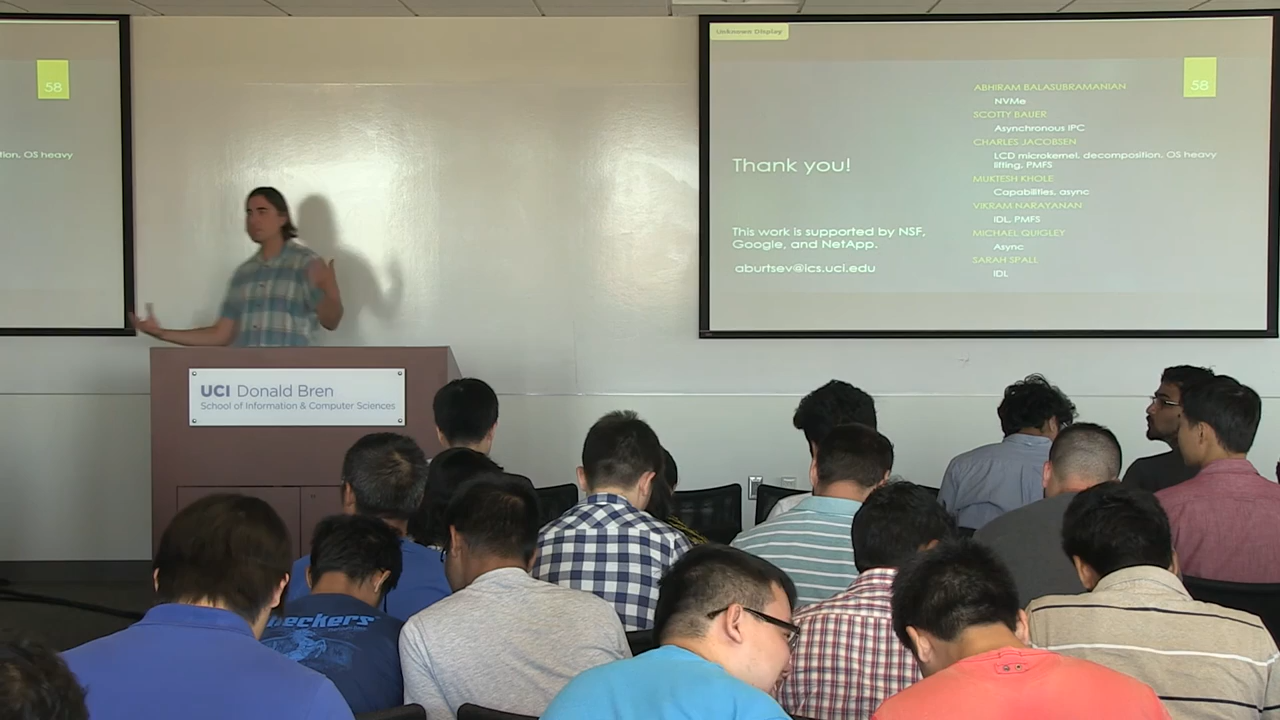 58
tion, OS heavy
Unknown Display
58
Thank you!
This work is supported by NSF,
Google, and NetApp.
aburtsev@ics.uci.edu
ABHIRAM BALASUBRAMANIAN
NVMe
SCOTTY BAUER
Asynchronous IPC
CHARLES JACOBSEN
LCD microkernel, decomposition, OS heavy
lifting, PMFS
MUKTESH KHOLE
Capabilities, async
VIKRAM NARAYANAN
IDL, PMFS
MICHAEL QUIGLEY
Async
SARAH SPALL
IDL
UCI Donald Bren
School of Information & Computer Sciences
eckers